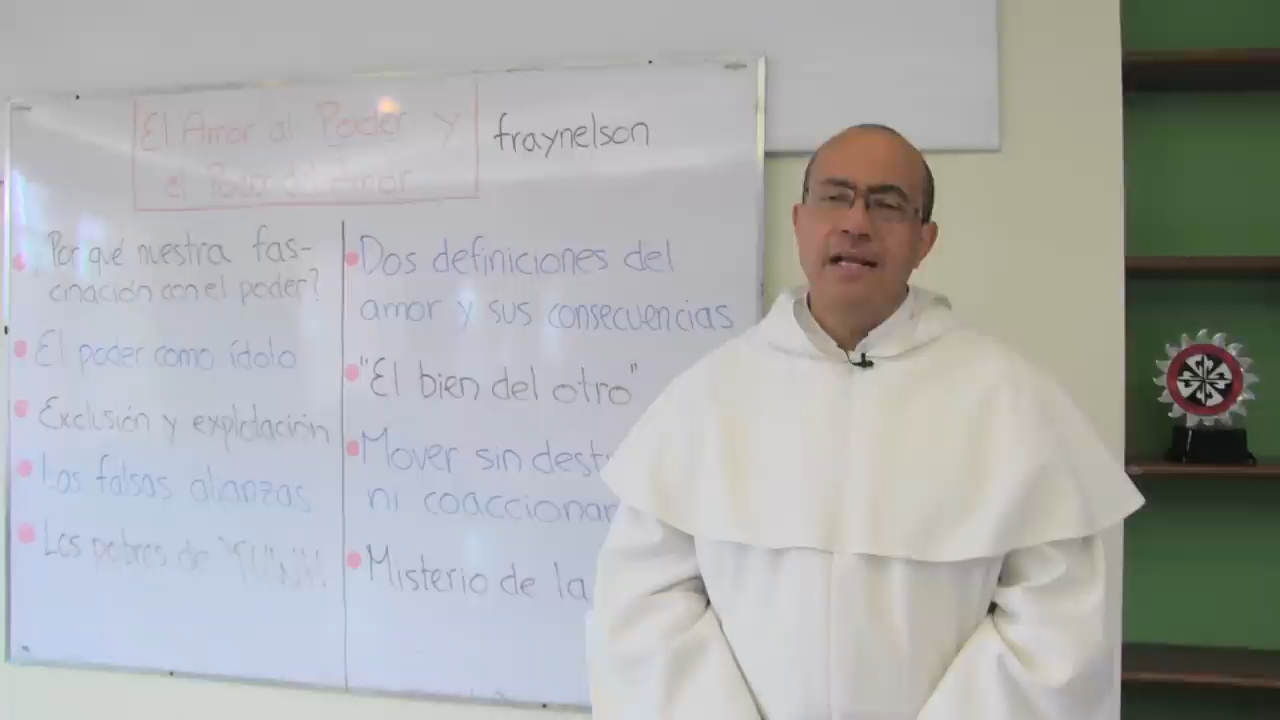 El Amor al Poder y
el Poder del Amor
fraynelson
Por qué nuestra fas-
cinación con el poder?
El poder como ídolo
Exclusión y explotación
Las falsas alianzas
Los pobres de
Dos definiciones del
amor y sus consecuencias
"El bien del otro"
Mover sin destr
ni coaccionar
Misterio de la